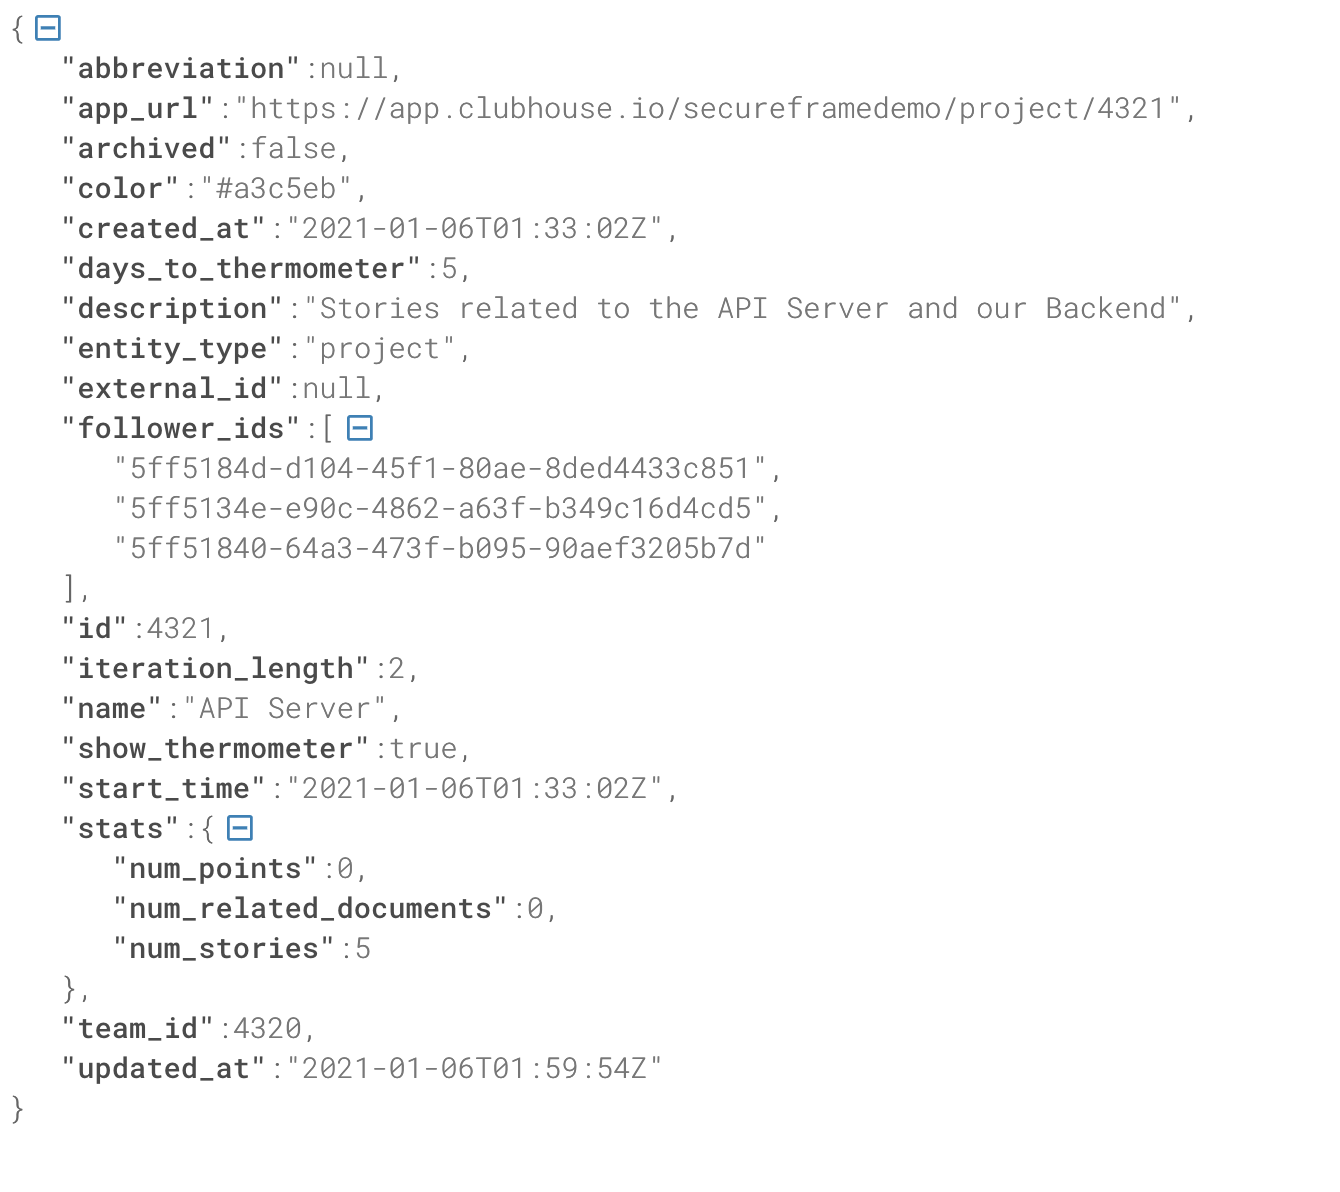 {
"abbreviation":null,
"app_url":"https://app.clubhouse.io/secureframedemo/project/4321",
"archived":false,
"color":"#a3c5eb",
"created_at":"2021-01-06T01:33:02Z",
"days_to_thermometer":5,
"description":"Stories related to the API Server and our Backend",
"entity_type":"project",
"external_id":null,
"follower_ids":[
"5ff5184d-d104-45f1-80ae-8ded4433c851",
"5ff5134e-e90c-4862-a63f-b349c16d4cd5",
"5ff51840-64a3-473f-b095-90aef3205b7d"
],
"id":4321,
"iteration_length":2,
"name":"API Server",
"show_thermometer":true,
"start_time":"2021-01-06T01:33:02Z",
"stats":{
"num_points":0,
"num_related_documents":0,
"num_stories":5
},
"team_id":4320,
"updated_at":"2021-01-06T01:59:54Z"
}